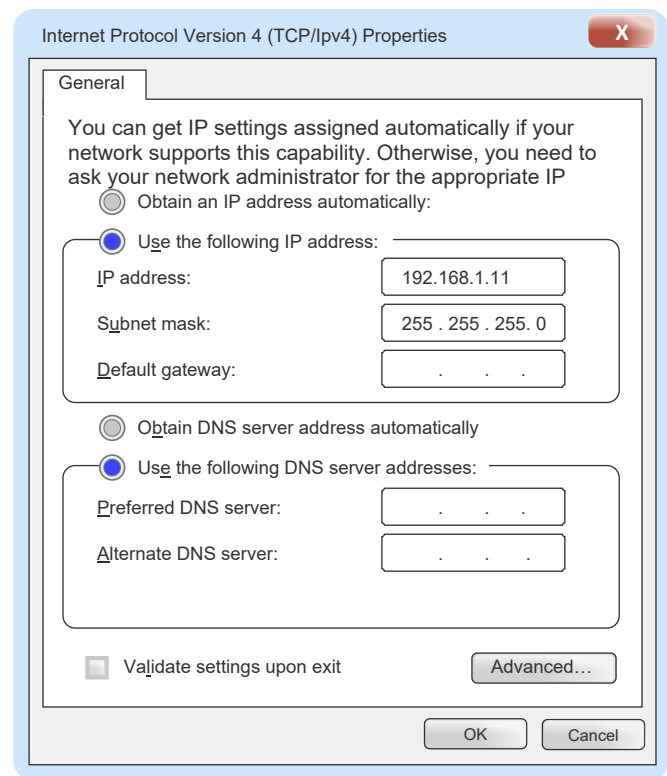 Internet Protocol Version 4 (TCP/Ipv4) Properties
X
General
You can get IP settings assigned automatically if your
network supports this capability. Otherwise, you need to
ask your network administrator for the appropriate IP
Obtain an IP address automatically:
Use the following IP address:
IP address: 192.168.1.11
Subnet mask: 255 . 255 . 255. 0
Default gateway: . . .
Obtain DNS server address automatically
Use the following DNS server addresses:
Preferred DNS server: . . .
Alternate DNS server: . . .
Validate settings upon exit Advanced…
OK Cancel